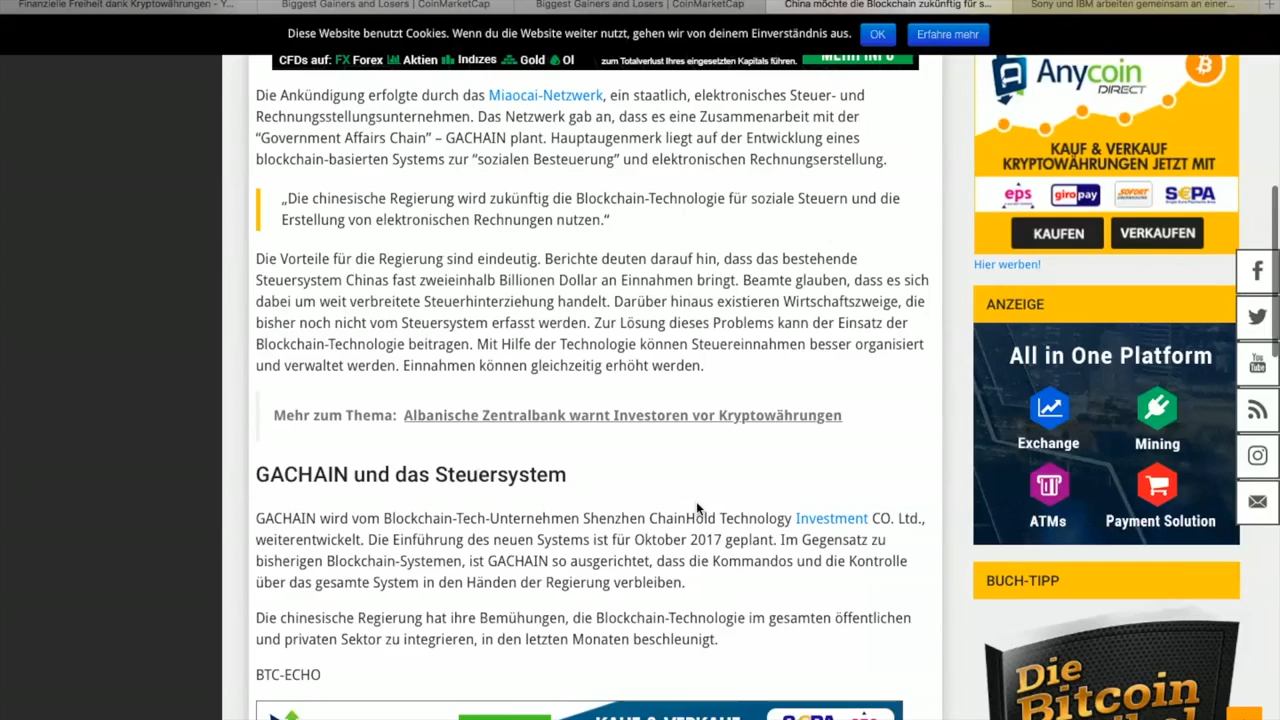 Finanzielle Freiheit dank Kryptowährungen - Y...
Biggest Gainers and Losers | CoinMarketCap
Biggest Gainers and Losers | CoinMarketCap
China möchte die Blockchain zukünftig für s...
Sony und IBM arbeiten gemeinsam an einer...
Diese Website benutzt Cookies. Wenn du die Website weiter nutzt, gehen wir von deinem Einverständnis aus.
OK
Erfahre mehr
CFDs auf: FX Forex Aktien Indizes Gold Öl
zum Totalverlust Ihres eingesetzten Kapitals führen.
MEHR INFO
Die Ankündigung erfolgte durch das Miaocai-Netzwerk, ein staatlich, elektronisches Steuer- und
Rechnungsstellungsunternehmen. Das Netzwerk gab an, dass es eine Zusammenarbeit mit der
“Government Affairs Chain” – GACHAIN plant. Hauptaugenmerk liegt auf der Entwicklung eines
blockchain-basierten Systems zur “sozialen Besteuerung” und elektronischen Rechnungserstellung.
„Die chinesische Regierung wird zukünftig die Blockchain-Technologie für soziale Steuern und die
Erstellung von elektronischen Rechnungen nutzen.“
Die Vorteile für die Regierung sind eindeutig. Berichte deuten darauf hin, dass das bestehende
Steuersystem Chinas fast zweieinhalb Billionen Dollar an Einnahmen bringt. Beamte glauben, dass es sich
dabei um weit verbreitete Steuerhinterziehung handelt. Darüber hinaus existieren Wirtschaftszweige, die
bisher noch nicht vom Steuersystem erfasst werden. Zur Lösung dieses Problems kann der Einsatz der
Blockchain-Technologie beitragen. Mit Hilfe der Technologie können Steuereinnahmen besser organisiert
und verwaltet werden. Einnahmen können gleichzeitig erhöht werden.
Mehr zum Thema: Albanische Zentralbank warnt Investoren vor Kryptowährungen
GACHAIN und das Steuersystem
GACHAIN wird vom Blockchain-Tech-Unternehmen Shenzhen ChainHold Technology Investment CO. Ltd.,
weiterentwickelt. Die Einführung des neuen Systems ist für Oktober 2017 geplant. Im Gegensatz zu
bisherigen Blockchain-Systemen, ist GACHAIN so ausgerichtet, dass die Kommandos und die Kontrolle
über das gesamte System in den Händen der Regierung verbleiben.
Die chinesische Regierung hat ihre Bemühungen, die Blockchain-Technologie im gesamten öffentlichen
und privaten Sektor zu integrieren, in den letzten Monaten beschleunigt.
BTC-ECHO
KAUF & VERKAUF
SEPA
Anycoin
DIRECT
KAUF & VERKAUF
KRYPTOWÄHRUNGEN JETZT MIT
eps
giropay
SOFORT
SEPA
KAUFEN
VERKAUFEN
Hier werben!
ANZEIGE
All in One Platform
Exchange
Mining
ATMs
Payment Solution
BUCH-TIPP
Die
Bitcoin
You
Tube